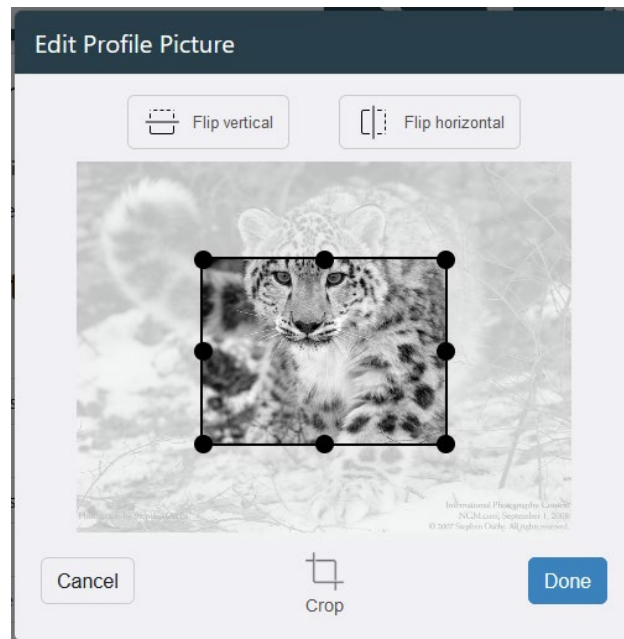 Edit Profile Picture
Flip vertical
Flip horizontal
International Photography Contest
NGM.com, September 1, 2008
© 2007 Stephen Oachs. All rights reserved.
Cancel
Crop
Done